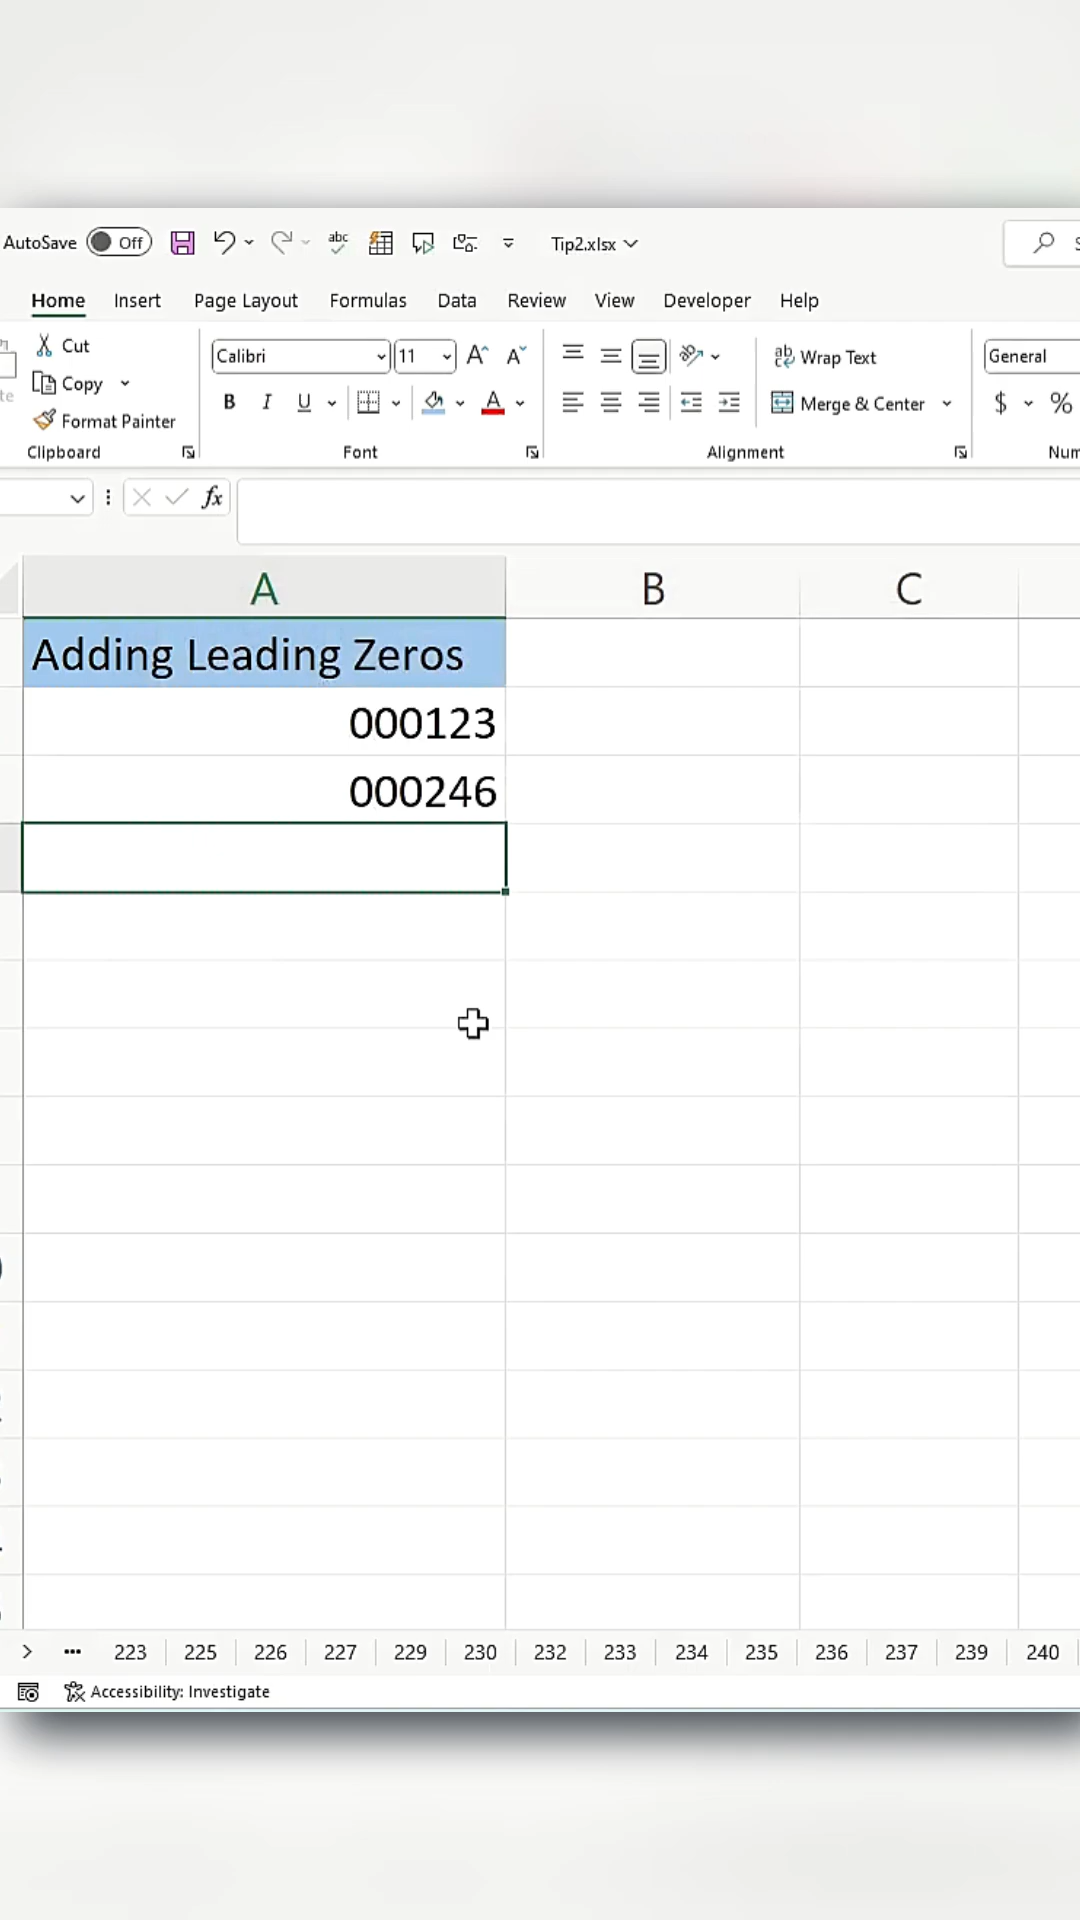 AutoSave Off Tip2.xlsx
Home Insert Page Layout Formulas Data Review View Developer Help
Cut
Calibri 11 Wrap Text General
Copy
B I U A Merge & Center $ %
Format Painter
Clipboard Font Alignment
fx
A B C
Adding Leading Zeros
000123
000246
223 225 226 227 229 230 232 233 234 235 236 237 239 240
Accessibility: Investigate